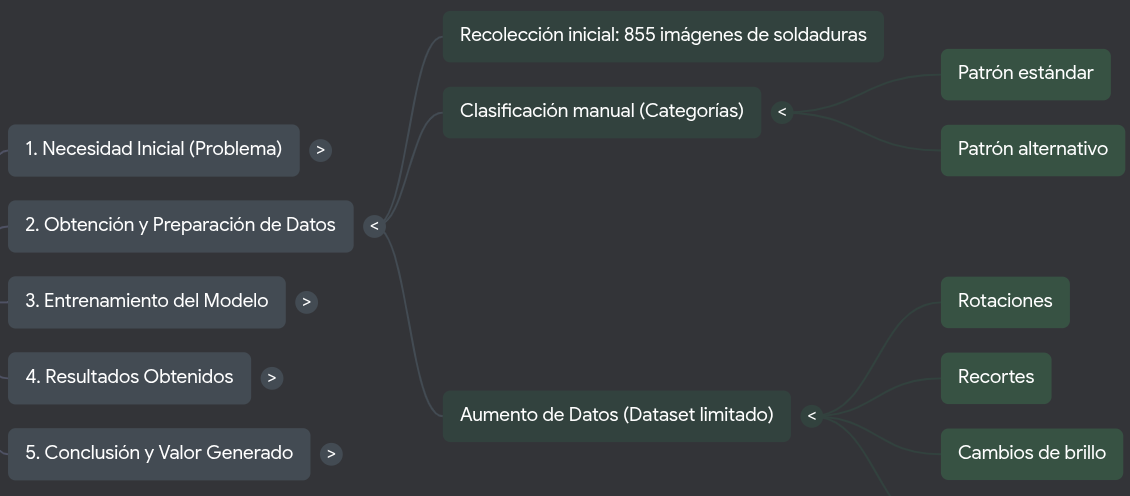 1. Necesidad Inicial (Problema)
>
2. Obtención y Preparación de Datos
<
Recolección inicial: 855 imágenes de soldaduras
Clasificación manual (Categorías)
<
Patrón estándar
Patrón alternativo
Aumento de Datos (Dataset limitado)
<
Rotaciones
Recortes
Cambios de brillo
3. Entrenamiento del Modelo
>
4. Resultados Obtenidos
>
5. Conclusión y Valor Generado
>